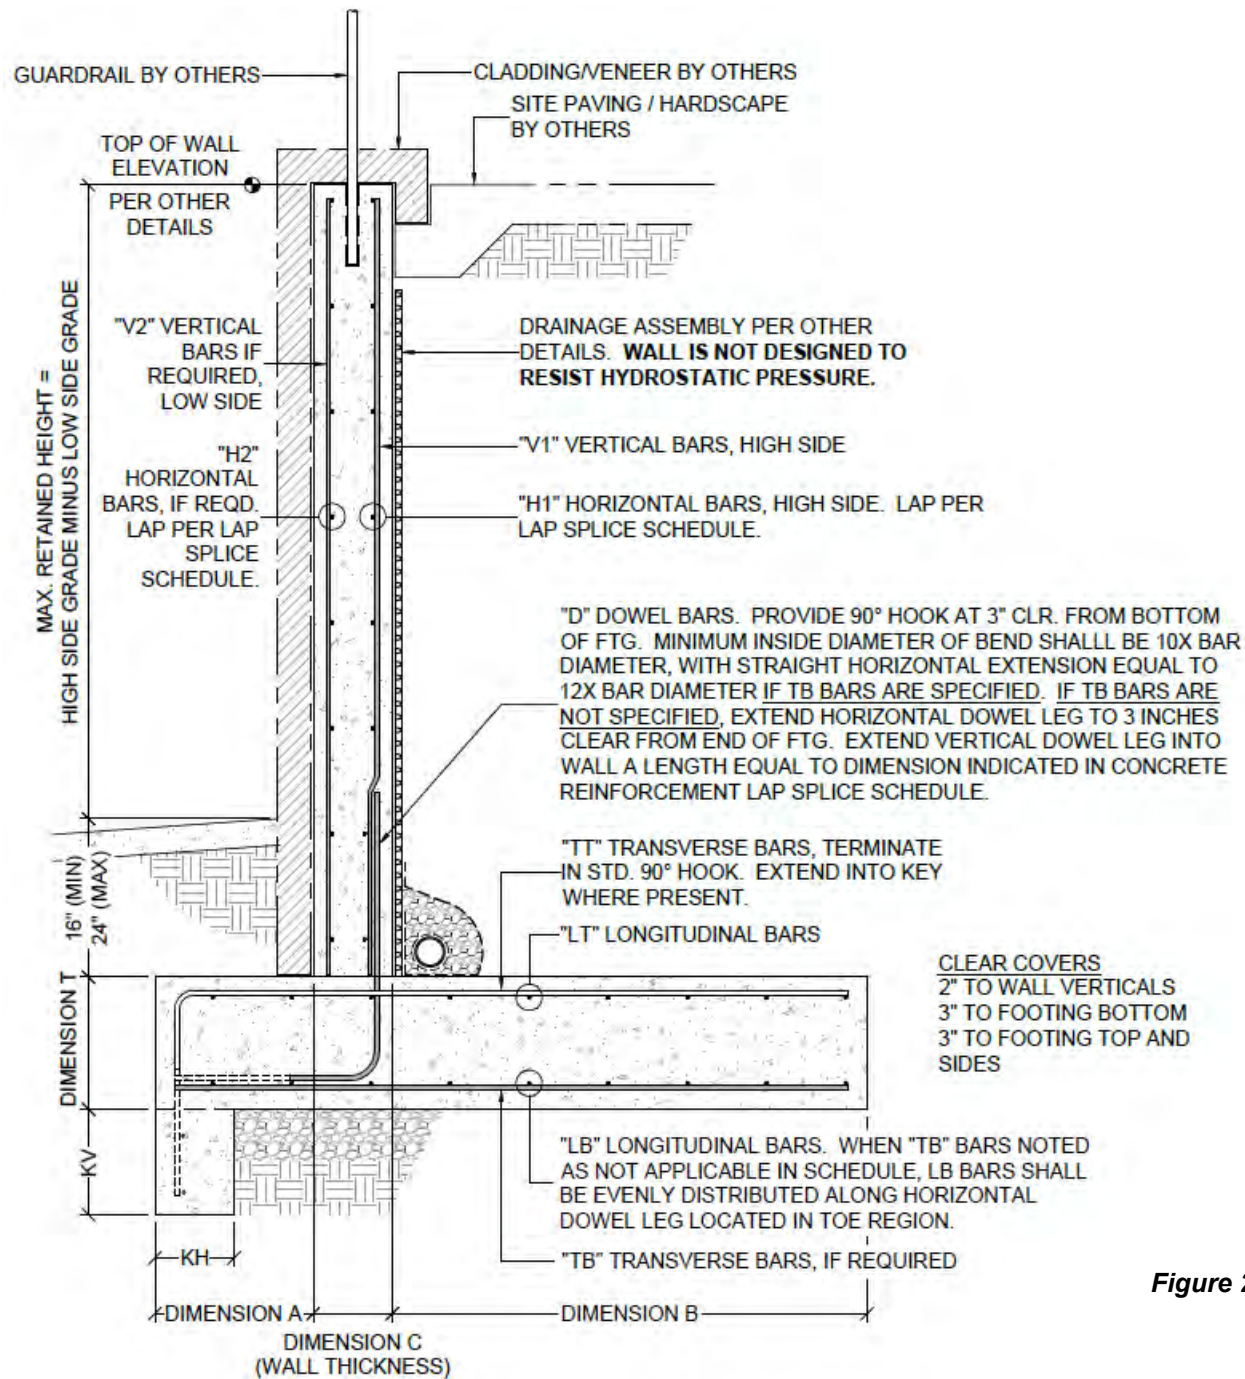 GUARDRAIL BY OTHERS
CLADDING/VENEER BY OTHERS
SITE PAVING / HARDSCAPE
BY OTHERS
TOP OF WALL
ELEVATION
PER OTHER
DETAILS
MAX. RETAINED HEIGHT =
HIGH SIDE GRADE MINUS LOW SIDE GRADE
"V2" VERTICAL
BARS IF
REQUIRED,
LOW SIDE
DRAINAGE ASSEMBLY PER OTHER
DETAILS. WALL IS NOT DESIGNED TO
RESIST HYDROSTATIC PRESSURE.
"V1" VERTICAL BARS, HIGH SIDE
"H2"
HORIZONTAL
BARS, IF REQD.
LAP PER LAP
SPLICE
SCHEDULE.
"H1" HORIZONTAL BARS, HIGH SIDE. LAP PER
LAP SPLICE SCHEDULE.
"D" DOWEL BARS. PROVIDE 90° HOOK AT 3" CLR. FROM BOTTOM
OF FTG. MINIMUM INSIDE DIAMETER OF BEND SHALLL BE 10X BAR
DIAMETER, WITH STRAIGHT HORIZONTAL EXTENSION EQUAL TO
12X BAR DIAMETER IF TB BARS ARE SPECIFIED. IF TB BARS ARE
NOT SPECIFIED, EXTEND HORIZONTAL DOWEL LEG TO 3 INCHES
CLEAR FROM END OF FTG. EXTEND VERTICAL DOWEL LEG INTO
WALL A LENGTH EQUAL TO DIMENSION INDICATED IN CONCRETE
REINFORCEMENT LAP SPLICE SCHEDULE.
16" (MIN)
24" (MAX)
"TT" TRANSVERSE BARS, TERMINATE
IN STD. 90° HOOK. EXTEND INTO KEY
WHERE PRESENT.
"LT" LONGITUDINAL BARS
CLEAR COVERS
2" TO WALL VERTICALS
3" TO FOOTING BOTTOM
3" TO FOOTING TOP AND
SIDES
DIMENSION T
KV
"LB" LONGITUDINAL BARS. WHEN "TB" BARS NOTED
AS NOT APPLICABLE IN SCHEDULE, LB BARS SHALL
BE EVENLY DISTRIBUTED ALONG HORIZONTAL
DOWEL LEG LOCATED IN TOE REGION.
"TB" TRANSVERSE BARS, IF REQUIRED
KH
Figure 2
DIMENSION A
DIMENSION B
DIMENSION C
(WALL THICKNESS)